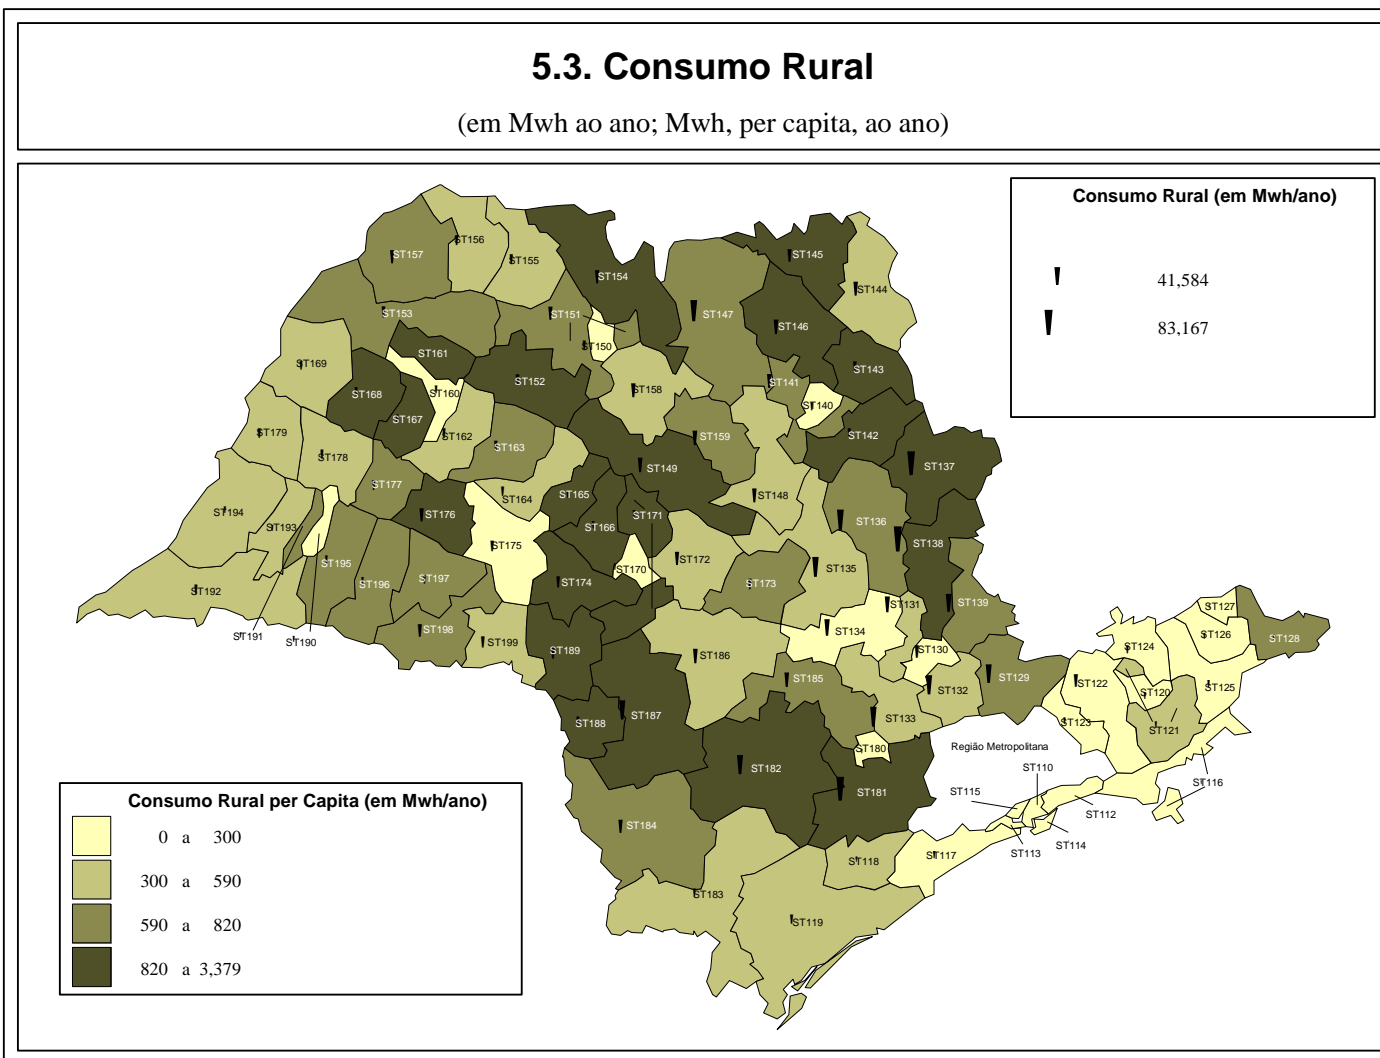 5.3. Consumo Rural
(em Mwh ao ano; Mwh, per capita, ao ano)
Consumo Rural (em Mwh/ano)
41,584
83,167
ST156
ST157
ST155
ST154
ST145
ST144
ST153
ST151
ST147
ST146
ST150
ST161
ST169
ST152
ST143
ST168
ST160
ST158
ST141
ST140
ST167
ST179
ST162
ST163
ST159
ST142
ST178
ST149
ST137
ST177
ST164
ST165
ST148
ST194
ST176
ST171
ST136
ST193
ST166
ST138
ST175
ST172
ST195
ST170
ST135
ST196
ST197
ST174
ST173
ST192
ST131
ST139
ST127
ST191
ST190
ST198
ST134
ST126
ST128
ST199
ST189
ST186
ST130
ST124
ST185
ST129
ST122
ST125
ST132
ST120
ST187
ST188
ST133
ST123
ST121
ST180
Região Metropolitana
ST182
ST110
ST116
ST181
ST115
ST112
ST184
ST114
ST113
ST118
ST117
ST183
ST119
Consumo Rural per Capita (em Mwh/ano)
0 a 300
300 a 590
590 a 820
820 a 3,379